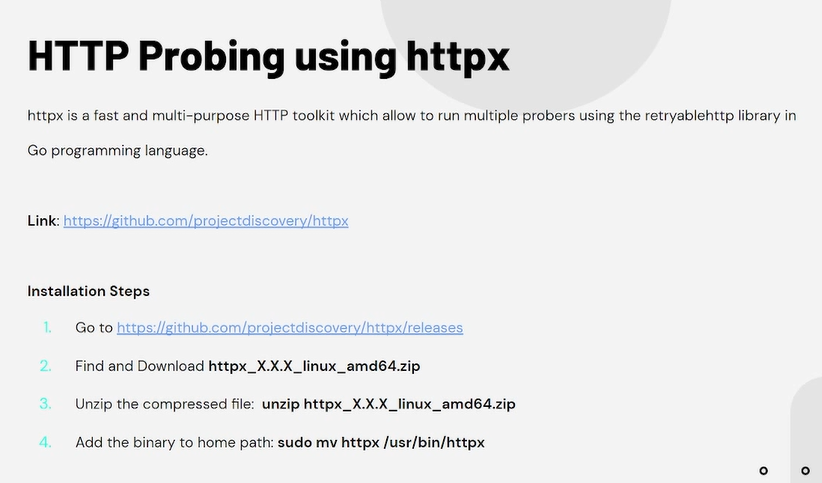 HTTP Probing using httpx
httpx is a fast and multi-purpose HTTP toolkit which allow to run multiple probers using the retryablehttp library in
Go programming language.
Link: https://github.com/projectdiscovery/httpx
Installation Steps
1. Go to https://github.com/projectdiscovery/httpx/releases
2. Find and Download httpx_X.X.X_linux_amd64.zip
3. Unzip the compressed file: unzip httpx_X.X.X_linux_amd64.zip
4. Add the binary to home path: sudo mv httpx /usr/bin/httpx